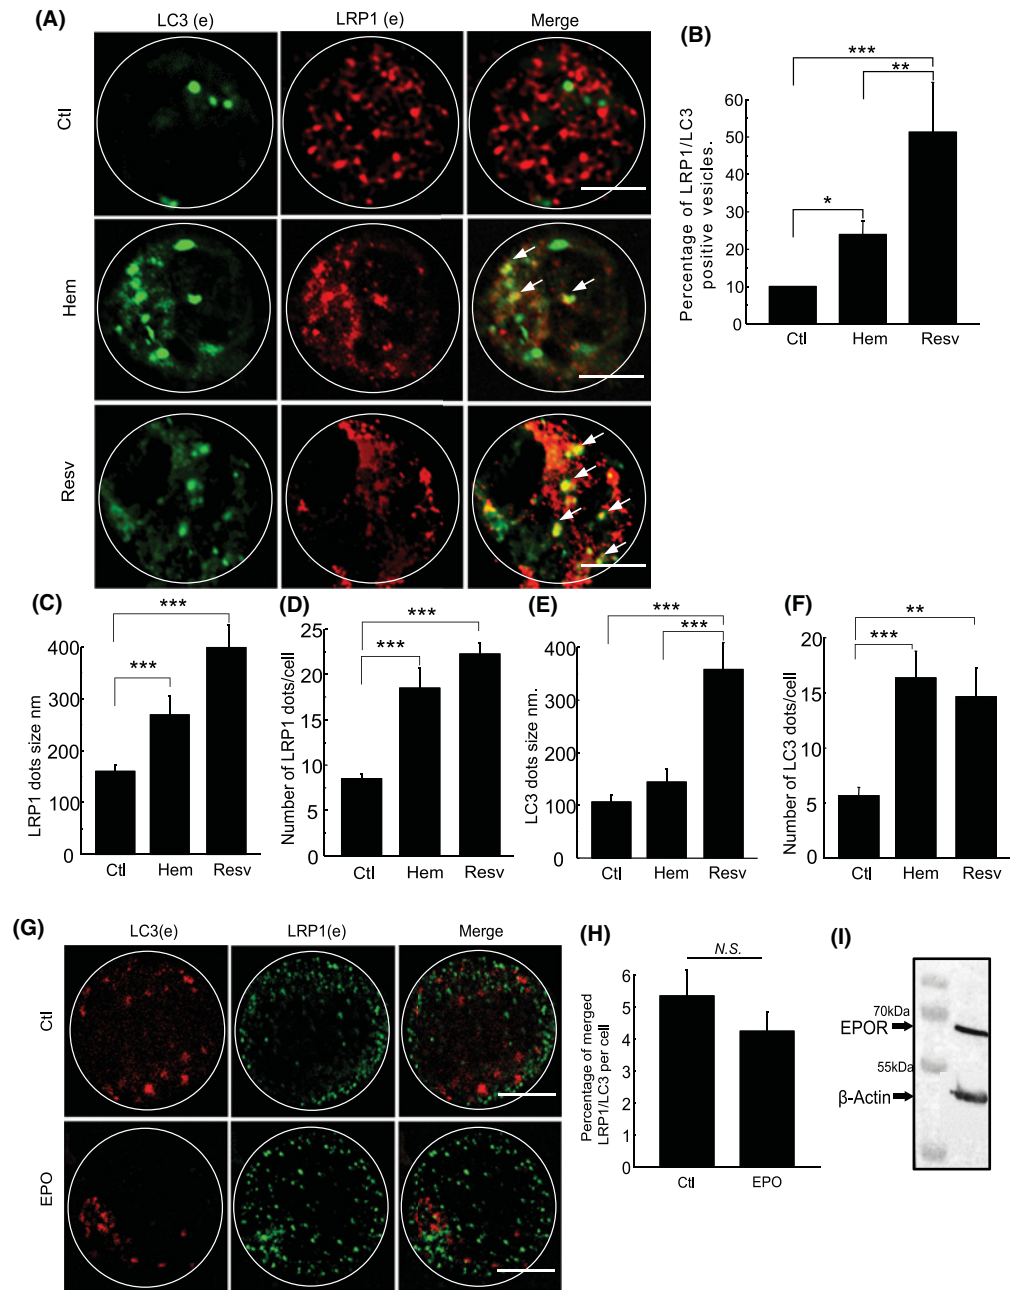 (A)
LC3 (e)
LRP1 (e)
Merge
Ctl
Hem
Resv
(B)
***
**
*
Percentage of LRP1/LC3
positive vesicles.
60
50
40
30
20
10
0
Ctl
Hem
Resv
(C)
***
***
LRP1 dots size nm
400
300
200
100
0
Ctl
Hem
Resv
(D)
***
***
Number of LRP1 dots/cell
25
20
15
10
5
0
Ctl
Hem
Resv
(E)
***
***
LC3 dots size nm.
400
300
200
100
0
Ctl
Hem
Resv
(F)
**
***
Number of LC3 dots/cell
20
15
10
5
0
Ctl
Hem
Resv
(G)
LC3(e)
LRP1(e)
Merge
Ctl
EPO
(H)
N.S.
Percentage of merged
LRP1/LC3 per cell
6
5
4
3
2
1
0
Ctl
EPO
(I)
70kDa
EPOR
55kDa
β-Actin